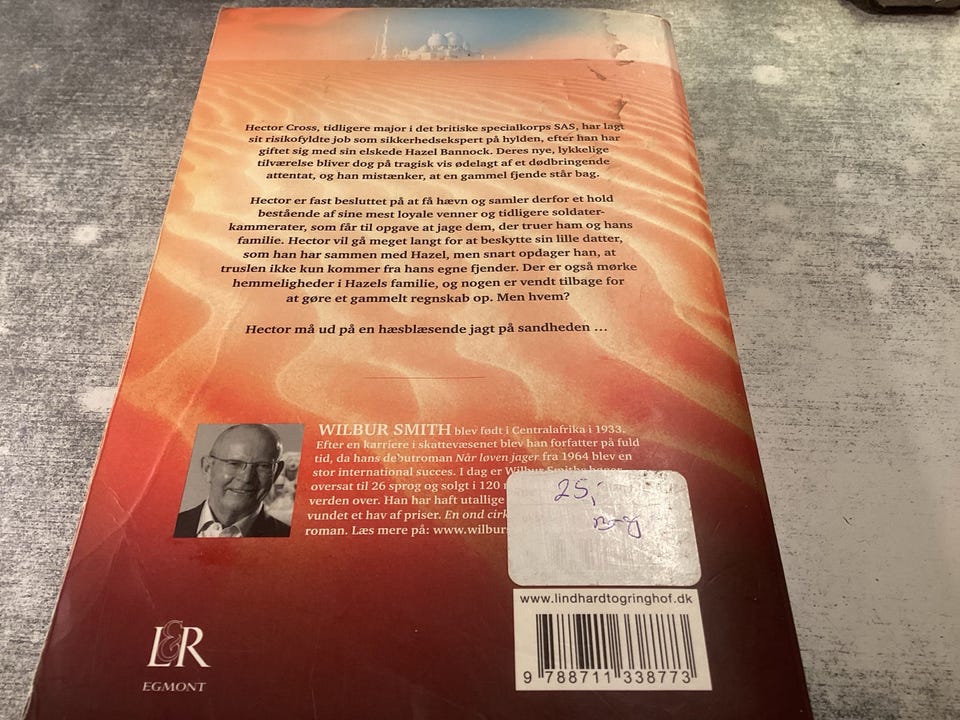 Hector Cross, tidligere major i det britiske specialkorps SAS, har lagt
sit risikofyldte job som sikkerhedsekspert på hylden, efter han har
giftet sig med sin elskede Hazel Bannock. Deres nye, lykkelige
tilværelse bliver dog på tragisk vis ødelagt af et dødbringende
attentat, og han mistænker, at en gammel fjende står bag.
Hector er fast besluttet på at få hævn og samler derfor et hold
bestående af sine mest loyale venner og tidligere soldater-
kammerater, som får til opgave at jage dem, der truer ham og hans
familie. Hector vil gå meget langt for at beskytte sin lille datter,
som han har sammen med Hazel, men snart opdager han, at
truslen ikke kun kommer fra hans egne fjender. Der er også mørke
hemmeligheder i Hazels familie, og nogen er vendt tilbage for
at gøre et gammelt regnskab op. Men hvem?
Hector må ud på en hæsblæsende jagt på sandheden ...
WILBUR SMITH blev født i Centralafrika i 1933.
Efter en karriere i skattevæsenet blev han forfatter på fuld
tid, da hans debutroman Når løven jager fra 1964 blev en
stor international succes. I dag er Wilbur Smiths bøger
oversat til 26 sprog og solgt i 120
verden over. Han har haft utallige
vundet et hav af priser. En ond
roman. Læs mere på: www.wilbur
25,-
www.lindhardtogringhof.dk
9 788711 338773
L&R
EGMONT